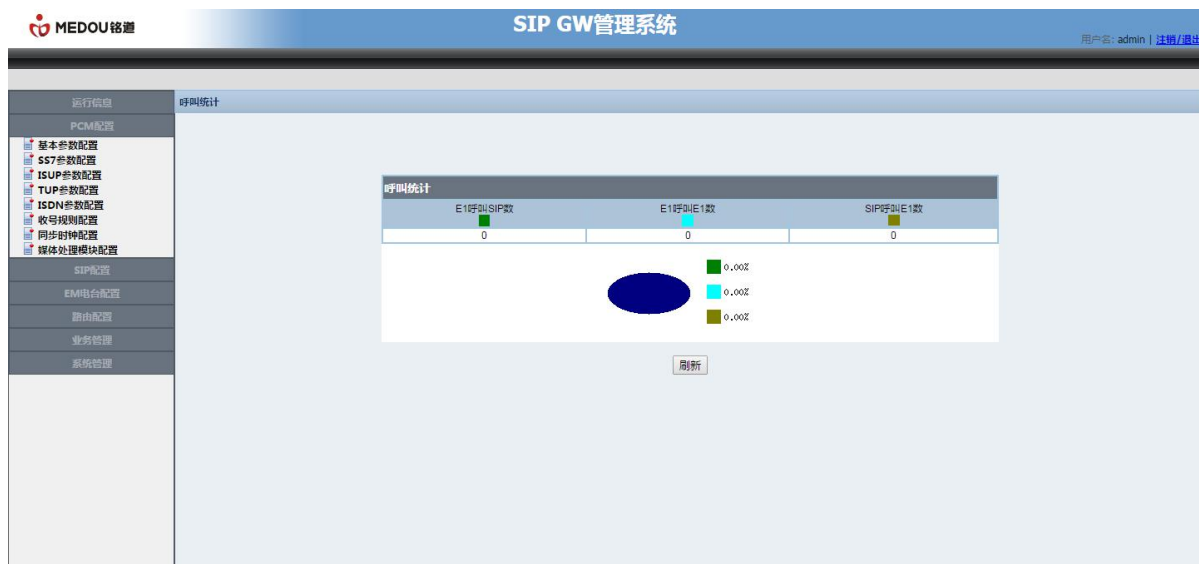 MEDOU铭道
SIP GW管理系统
用户名: admin | 注销/退出
运行信息
呼叫统计
PCM配置
基本参数配置
SS7参数配置
ISUP参数配置
TUP参数配置
ISDN参数配置
收号规则配置
同步时钟配置
媒体处理模块配置
SIP配置
EM电台配置
路由配置
业务管理
系统管理
呼叫统计
E1呼叫SIP数 E1呼叫E1数 SIP呼叫E1数
0 0 0
0.00%
0.00%
0.00%
刷新